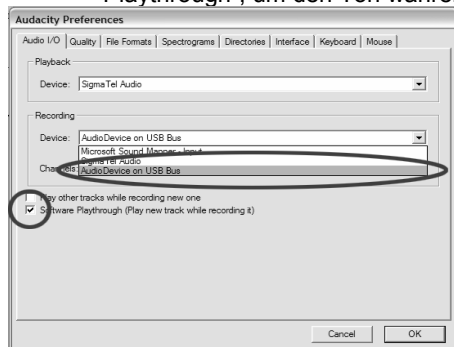 Playthrough", um den Ton währe
Audacity Preferences
Audio I/O Quality File Formats Spectrograms Directories Interface Keyboard Mouse
Playback
Device: SigmaTel Audio
Recording
Device: AudioDevice on USB Bus
Microsoft Sound Mapper - Input
SigmaTel Audio
Channels: AudioDevice on USB Bus
Play other tracks while recording new one
Software Playthrough (Play new track while recording it)
Cancel OK